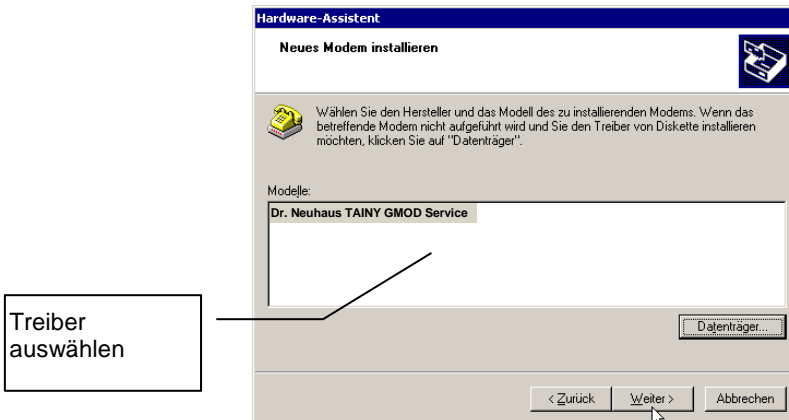 Hardware-Assistent
Neues Modem installieren
Wählen Sie den Hersteller und das Modell des zu installierenden Modems. Wenn das
betreffende Modem nicht aufgeführt wird und Sie den Treiber von Diskette installieren
möchten, klicken Sie auf "Datenträger".
Modelle:
Dr. Neuhaus TAINY GMOD Service
Treiber
auswählen
Datenträger...
< Zurück
Weiter >
Abbrechen